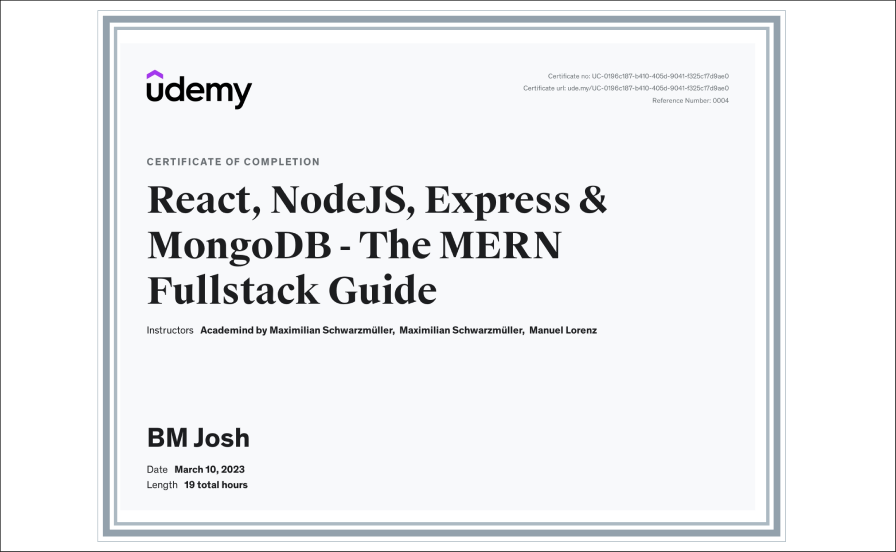 udemy
Certificate no: UC-0196c187-b410-405d-9041-f325c17d9ae0
Certificate url: ude.my/UC-0196c187-b410-405d-9041-f325c17d9ae0
Reference Number: 0004
CERTIFICATE OF COMPLETION
React, NodeJS, Express &
MongoDB - The MERN
Fullstack Guide
Instructors Academind by Maximilian Schwarzmüller, Maximilian Schwarzmüller, Manuel Lorenz
BM Josh
Date March 10, 2023
Length 19 total hours